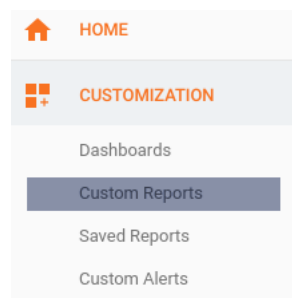 HOME
CUSTOMIZATION
Dashboards
Custom Reports
Saved Reports
Custom Alerts